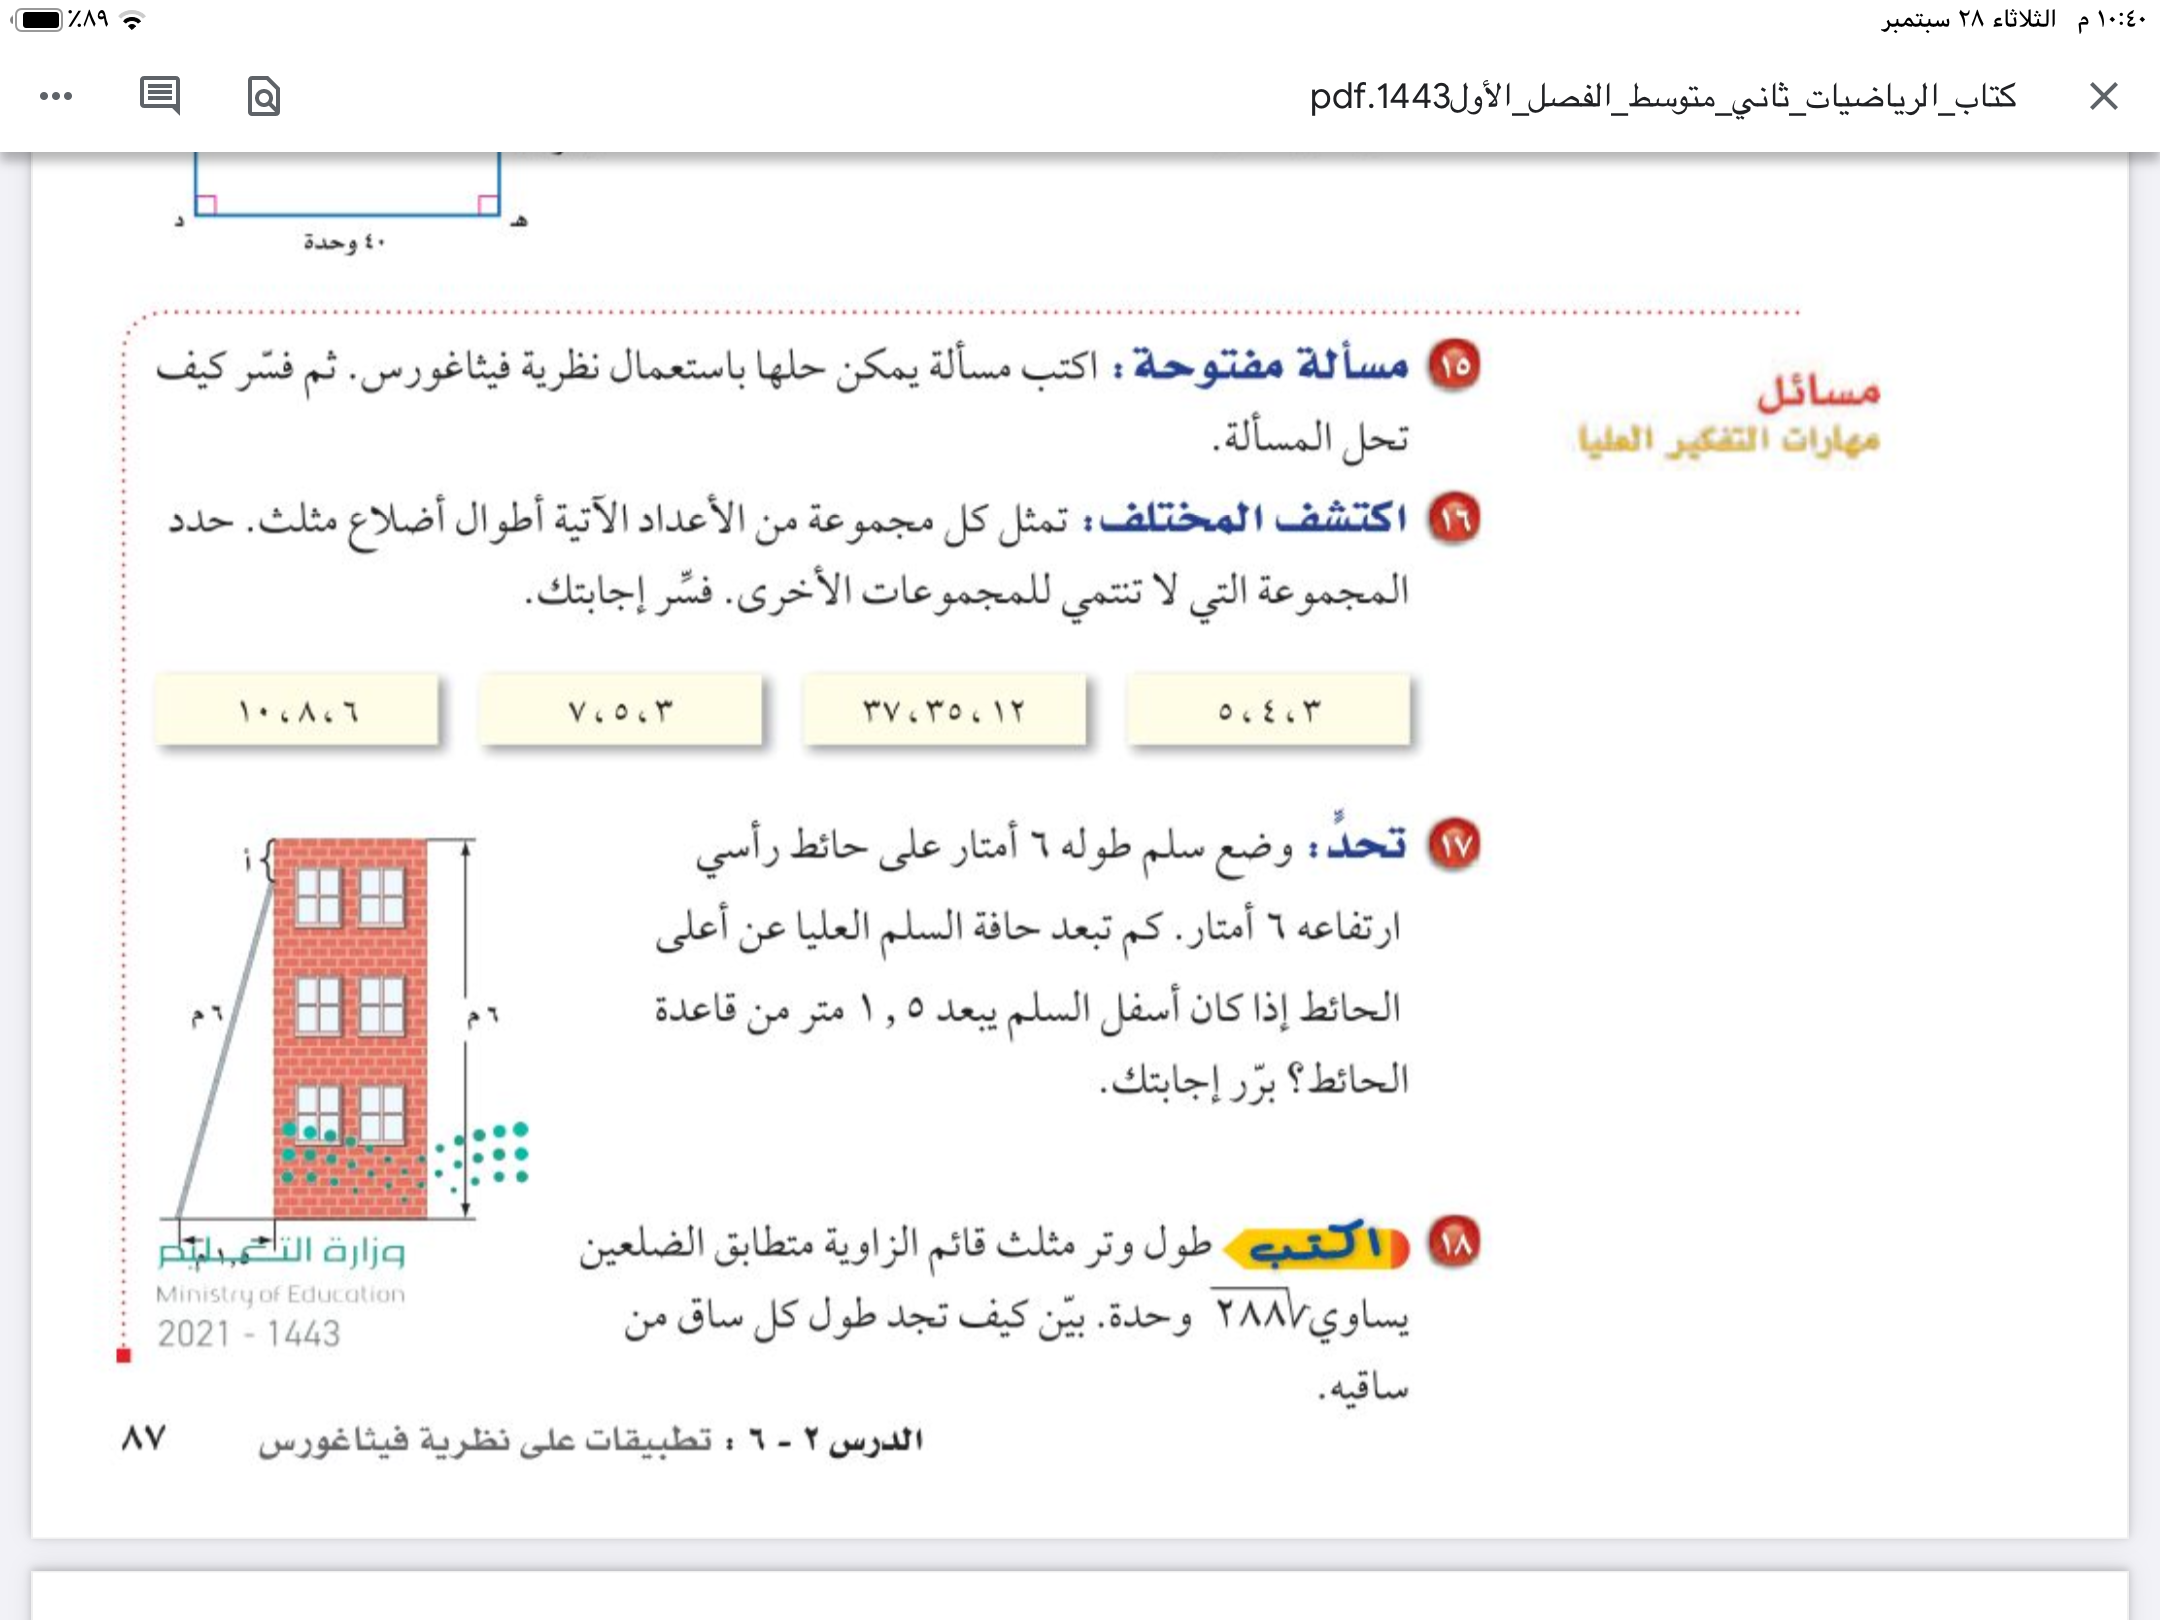 ١٠:٤٠ م الثلاثاء ٢٨ سبتمبر
٪٨٩
كتاب_الرياضيات_ثاني_متوسط_الفصل_الأول1443.pdf
هـ
د
٤٠ وحدة
مسائل
مهارات التفكير العليا
١٥ مسألة مفتوحة : اكتب مسألة يمكن حلها باستعمال نظرية فيثاغورس. ثم فسّر كيف
تحل المسألة.
١٦ اكتشف المختلف: تمثل كل مجموعة من الأعداد الآتية أطوال أضلاع مثلث. حدد
المجموعة التي لا تنتمي للمجموعات الأخرى. فسِّر إجابتك.
٣، ٤، ٥
١٢، ٣٥، ٣٧
٣، ٥، ٧
٦، ٨، ١٠
١٧ تحدٍّ: وضع سلم طوله ٦ أمتار على حائط رأسي
ارتفاعه ٦ أمتار. كم تبعد حافة السلم العليا عن أعلى
الحائط إذا كان أسفل السلم يبعد ١,٥ متر من قاعدة
الحائط؟ برّر إجابتك.
أ
٦ م
٦ م
١,٥ م
١٨ اكتب طول وتر مثلث قائم الزاوية متطابق الضلعين
يساوي √٢٨٨ وحدة. بيّن كيف تجد طول كل ساق من
ساقيه.
وزارة التعليم
Ministry of Education
2021 - 1443
الدرس ٢ - ٦ : تطبيقات على نظرية فيثاغورس
٨٧